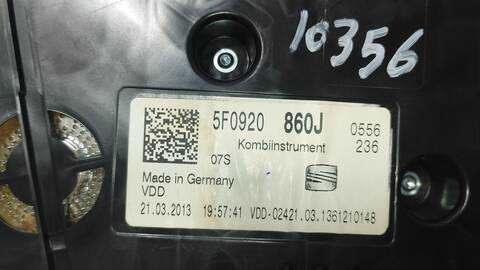 10356
5F0920 860J 0556
Kombiinstrument 236
07S
Made in Germany
VDD
21.03.2013 19:57:41 VDD-02421.03.1361210148